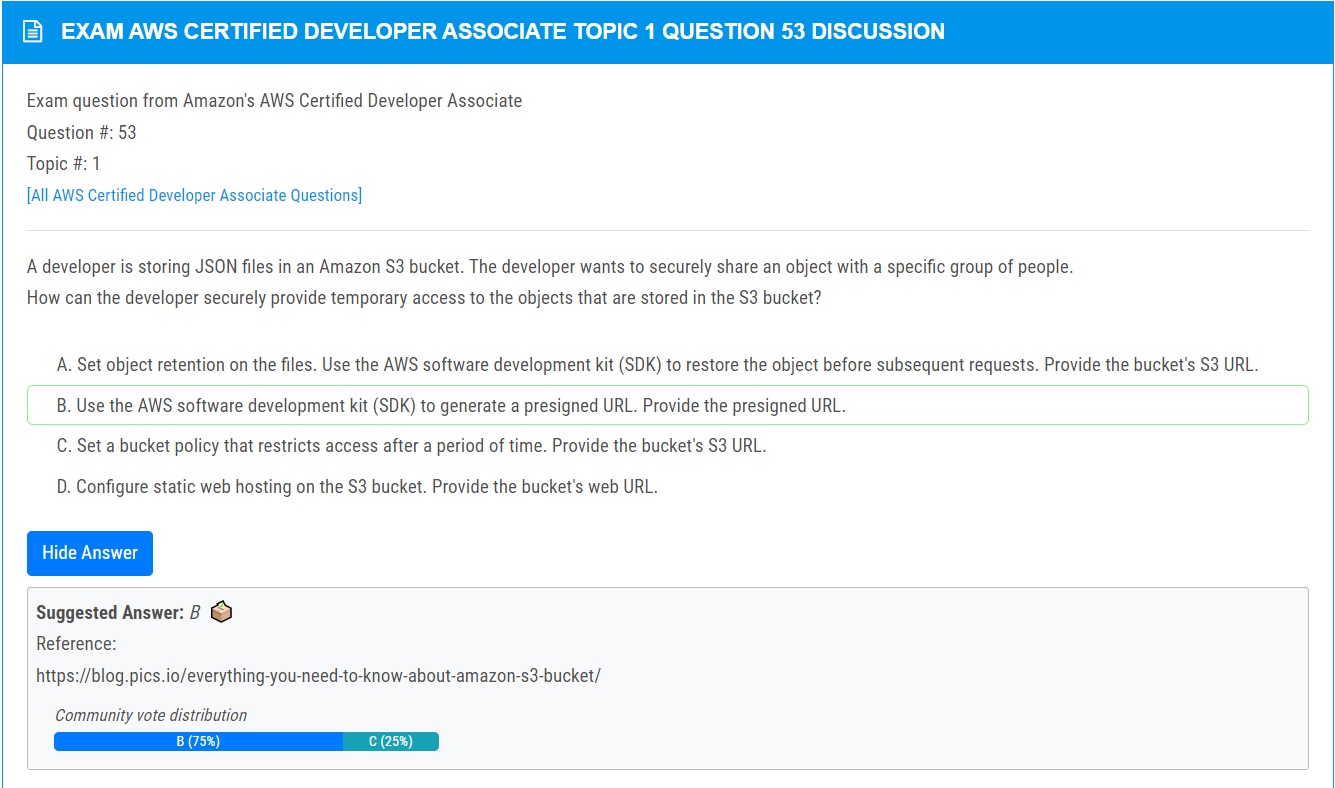 EXAM AWS CERTIFIED DEVELOPER ASSOCIATE TOPIC 1 QUESTION 53 DISCUSSION
Exam question from Amazon's AWS Certified Developer Associate
Question #: 53
Topic #: 1
[All AWS Certified Developer Associate Questions]
A developer is storing JSON files in an Amazon S3 bucket. The developer wants to securely share an object with a specific group of people.
How can the developer securely provide temporary access to the objects that are stored in the S3 bucket?
A. Set object retention on the files. Use the AWS software development kit (SDK) to restore the object before subsequent requests. Provide the bucket's S3 URL.
B. Use the AWS software development kit (SDK) to generate a presigned URL. Provide the presigned URL.
C. Set a bucket policy that restricts access after a period of time. Provide the bucket's S3 URL.
D. Configure static web hosting on the S3 bucket. Provide the bucket's web URL.
Hide Answer
Suggested Answer: B
Reference:
https://blog.pics.io/everything-you-need-to-know-about-amazon-s3-bucket/
Community vote distribution
B (75%) C (25%)